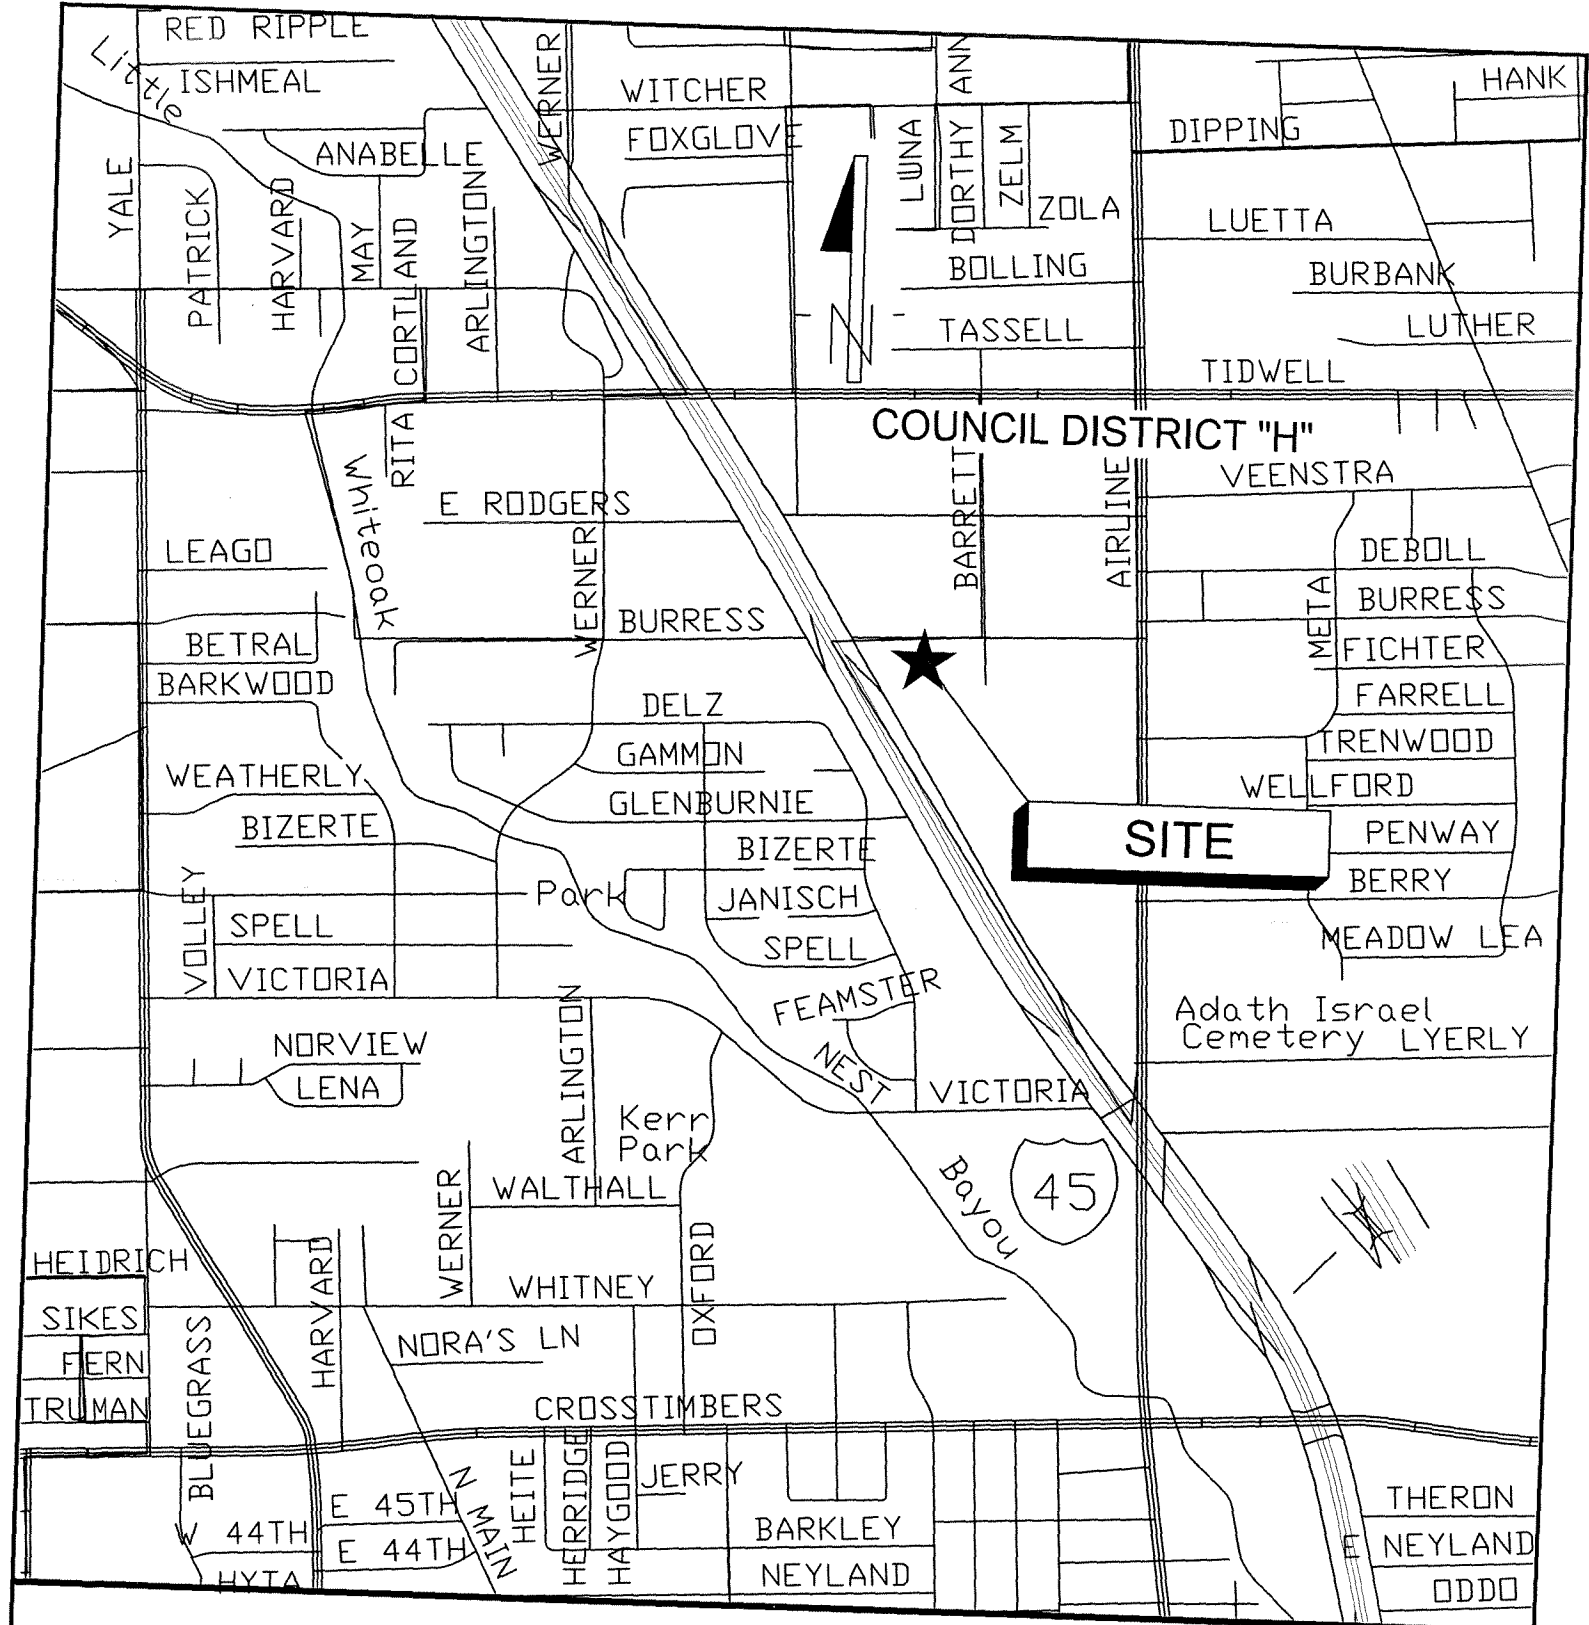 RED RIPPLE
Little
ISHMEAL
WERNER
WITCHER
ANN
HANK
FOXGLOVE
DIPPING
ANABELLE
LUNA
DORTHY
ZELM
YALE
PATRICK
HARVARD
MAY
CORTLAND
ARLINGTONE
ZOLA
LUETTA
BOLLING
BURBANK
N
TASSELL
LUTHER
TIDWELL
COUNCIL DISTRICT "H"
RITA
Whiteoak
BARRETT
AIRLINE
VEENSTRA
E RODGERS
WERNER
LEAGO
DEBOLL
META
BURRESS
BURRESS
BETRAL
FICHTER
BARKWOOD
FARRELL
DELZ
TRENWOOD
GAMMON
WEATHERLY
WELLFORD
GLENBURNIE
BIZERTE
SITE
PENWAY
BIZERTE
BERRY
Park
JANISCH
VOLLEY
SPELL
MEADOW LEA
SPELL
VICTORIA
FEAMSTER
ARLINGTON
Adath Israel
Cemetery
LYERLY
NORVIEW
NEST
LENA
VICTORIA
Kerr
Park
Bayou
45
WALTHALL
WERNER
OXFORD
HEIDRICH
HARVARD
WHITNEY
SIKES
BLUEGRASS
NORA'S LN
FERN
TRUMAN
CROSSTIMBERS
HEITE
HERRIDGE
HAYGOOD
JERRY
N MAIN
E 45TH
THERON
W 44TH
BARKLEY
E 44TH
E NEYLAND
HYTA
NEYLAND
ODDO